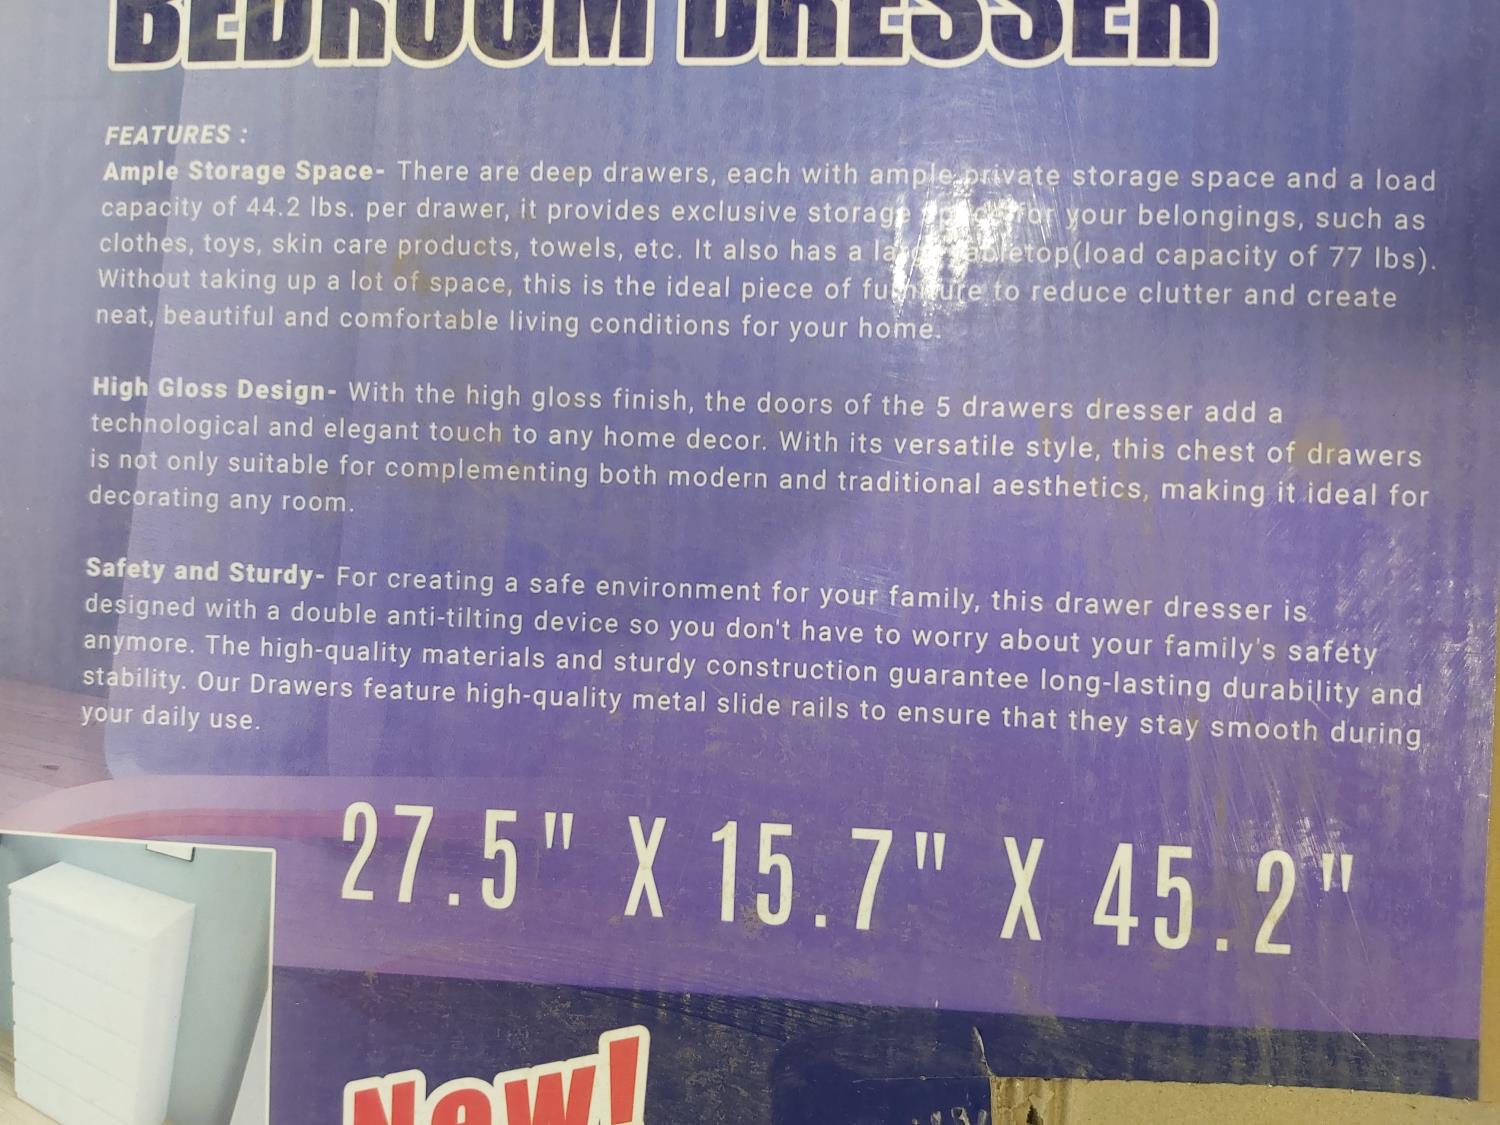 BEDROOM DRESSER
FEATURES :
Ample Storage Space- There are deep drawers, each with ample private storage space and a load
capacity of 44.2 lbs. per drawer, it provides exclusive storage for your belongings, such as
clothes, toys, skin care products, towels, etc. It also has a (load capacity of 77 lbs).
Without taking up a lot of space, this is the ideal piece of furniture to reduce clutter and create
neat, beautiful and comfortable living conditions for your home.
High Gloss Design- With the high gloss finish, the doors of the 5 drawers dresser add a
technological and elegant touch to any home decor. With its versatile style, this chest of drawers
is not only suitable for complementing both modern and traditional aesthetics, making it ideal for
decorating any room.
Safety and Sturdy- For creating a safe environment for your family, this drawer dresser is
designed with a double anti-tilting device so you don't have to worry about your family's safety
anymore. The high-quality materials and sturdy construction guarantee long-lasting durability and
stability. Our Drawers feature high-quality metal slide rails to ensure that they stay smooth during
your daily use.
27.5" X 15.7" X 45.2"
New!